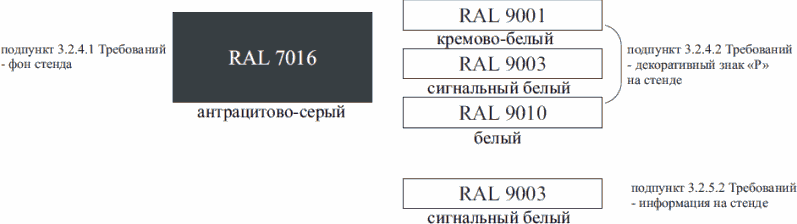 подпункт 3.2.4.1 Требований
- фон стенда
RAL 7016
антрацитово-серый
RAL 9001
кремово-белый
RAL 9003
сигнальный белый
RAL 9010
белый
подпункт 3.2.4.2 Требований
- декоративный знак «Р»
на стенде
RAL 9003
сигнальный белый
подпункт 3.2.5.2 Требований
- информация на стенде